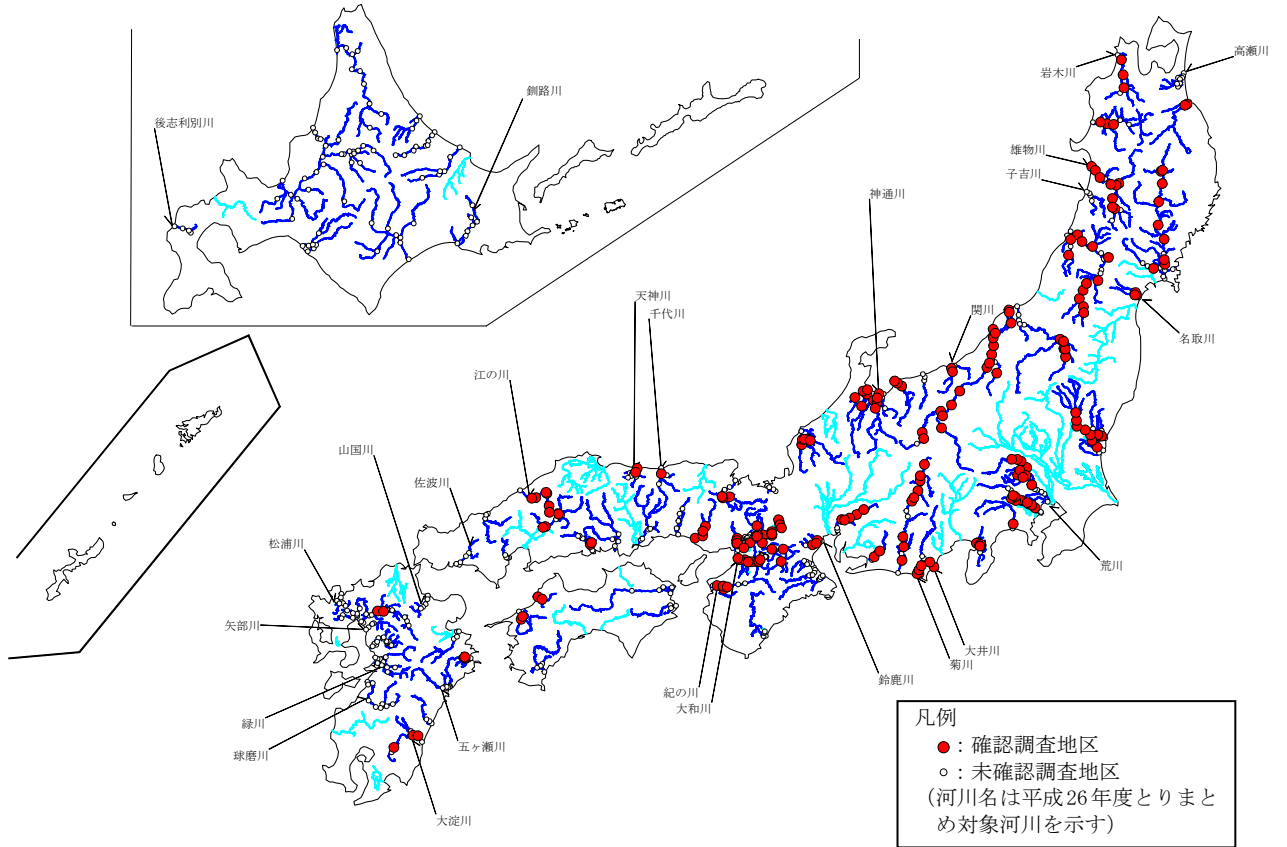 岩木川
高瀬川
釧路川
後志利別川
雄物川
子吉川
神通川
天神川
千代川
関川
名取川
江の川
山国川
佐波川
松浦川
荒川
矢部川
大井川
菊川
鈴鹿川
紀の川
大和川
緑川
五ヶ瀬川
球磨川
大淀川
凡例
：確認調査地区
：未確認調査地区
（河川名は平成26年度とりまと
め対象河川を示す）